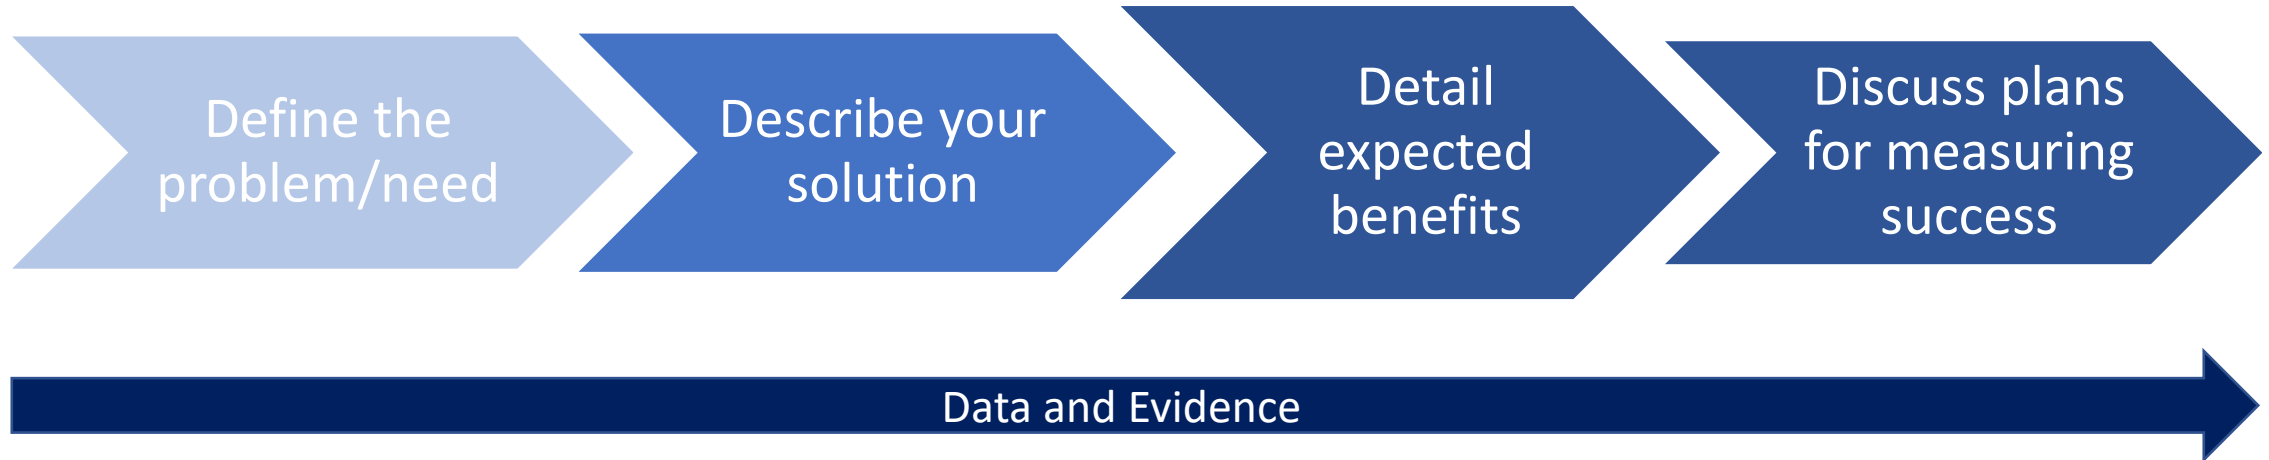 Define the
problem/need
Describe your
solution
Detail
expected
benefits
Discuss plans
for measuring
success
Data and Evidence